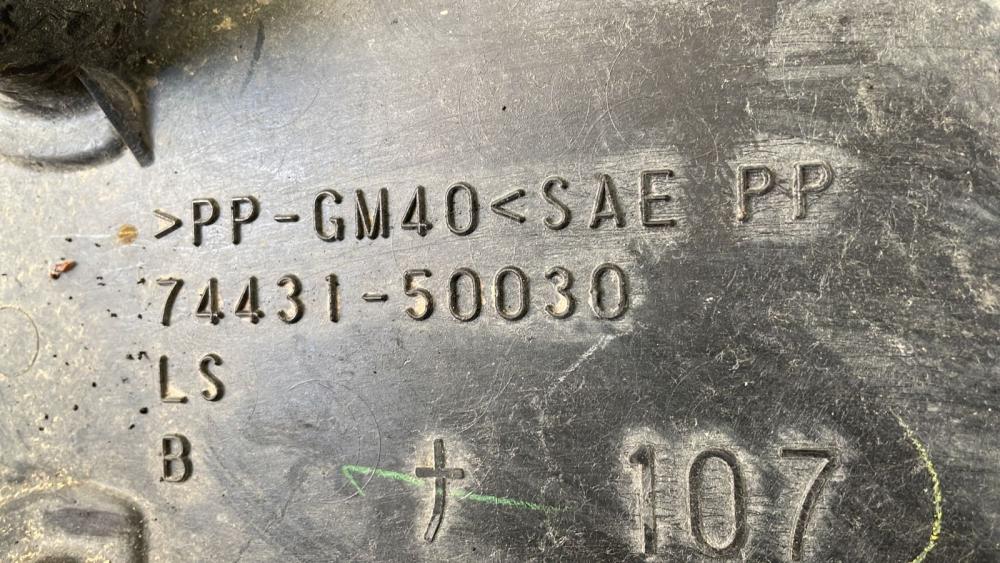 >PP-GM40<SAE PP
74431-50030
LS
B
107